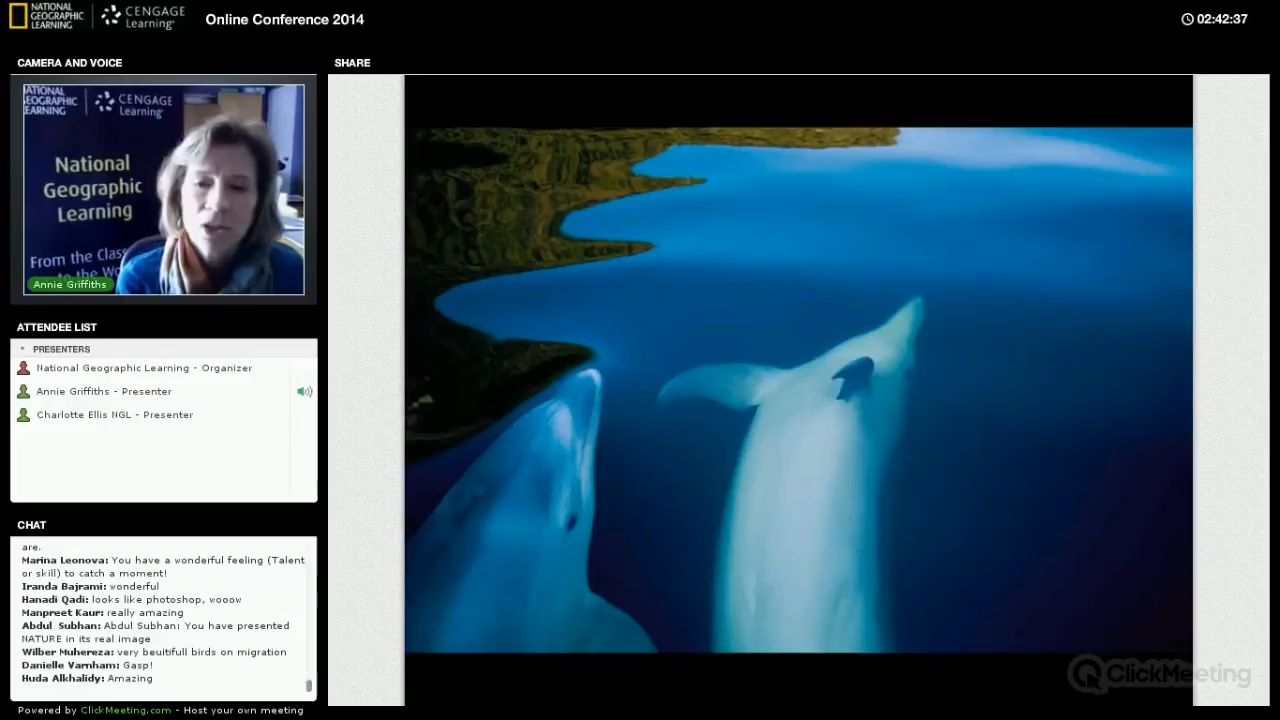 NATIONAL
GEOGRAPHIC
LEARNING
CENGAGE
Learning®
Online Conference 2014
02:42:37
CAMERA AND VOICE
SHARE
CENGAGE
Learning
National
Geographic
Learning
From the Class
to the Wo
Annie Griffiths
ATTENDEE LIST
PRESENTERS
National Geographic Learning - Organizer
Annie Griffiths - Presenter
Charlotte Ellis NGL - Presenter
CHAT
are.
Marina Leonova: You have a wonderful feeling (Talent
or skill) to catch a moment!
Iranda Bajrami: wonderful
Hanadi Qadi: looks like photoshop, wooow
Manpreet Kaur: really amazing
Abdul Subhan: Abdul Subhan: You have presented
NATURE in its real image
Wilber Muhereza: very beuitifull birds on migration
Danielle Varnham: Gasp!
Huda Alkhalidy: Amazing
Powered by ClickMeeting.com - Host your own meeting
ClickMeeting